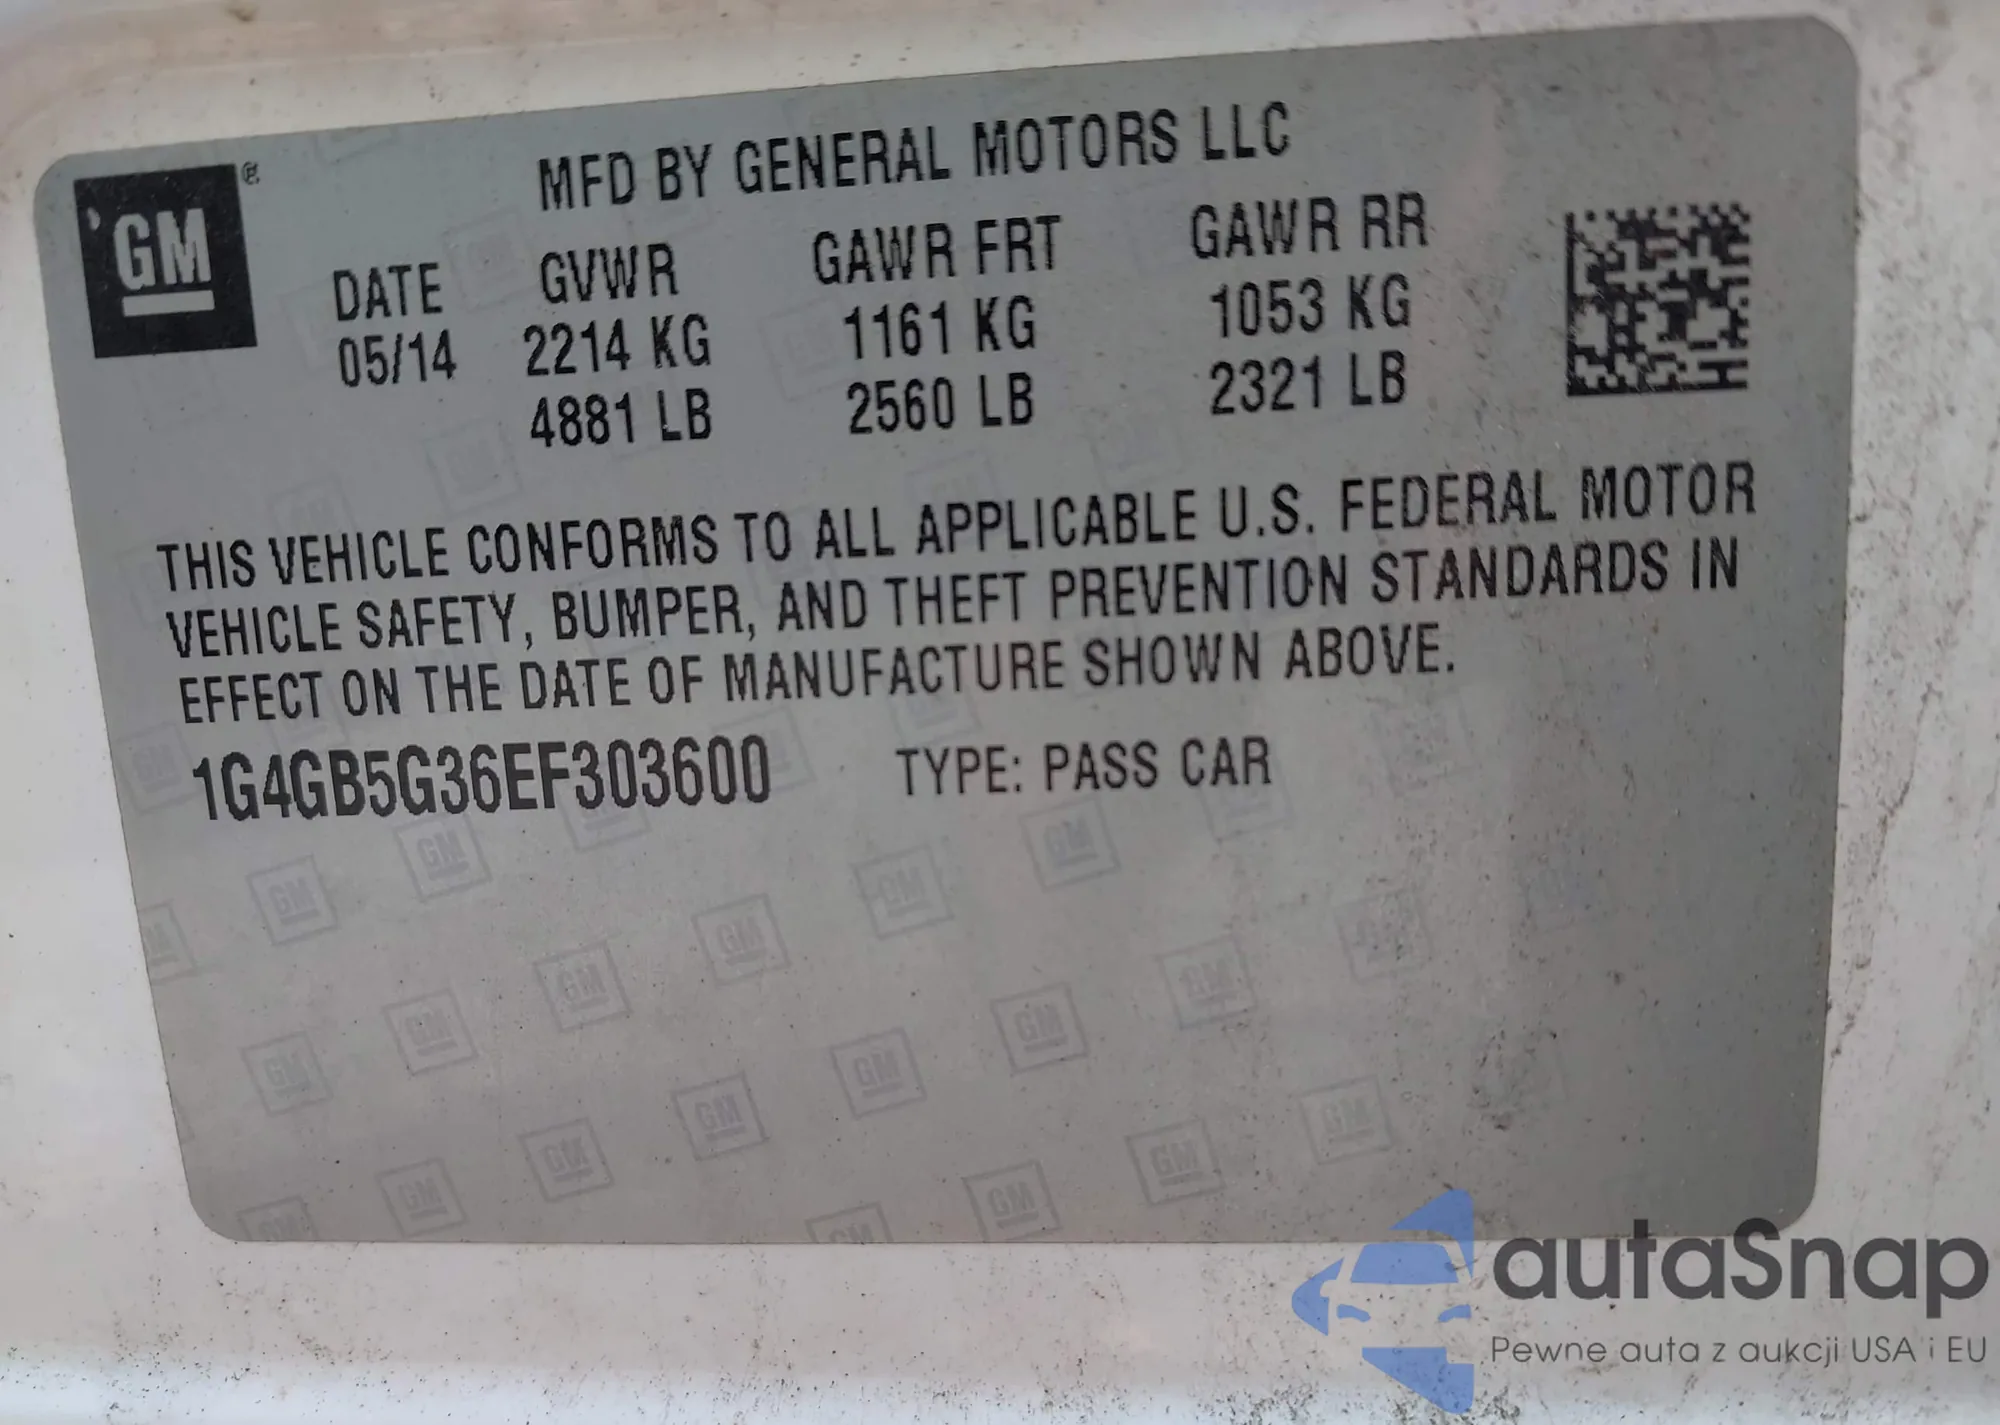 GM
MFD BY GENERAL MOTORS LLC
DATE GVWR GAWR FRT GAWR RR
05/14 2214 KG 1161 KG 1053 KG
4881 LB 2560 LB 2321 LB
THIS VEHICLE CONFORMS TO ALL APPLICABLE U.S. FEDERAL MOTOR
VEHICLE SAFETY, BUMPER, AND THEFT PREVENTION STANDARDS IN
EFFECT ON THE DATE OF MANUFACTURE SHOWN ABOVE.
1G4GB5G36EF303600 TYPE: PASS CAR
autaSnap
Pewne auta z aukcji USA i EU